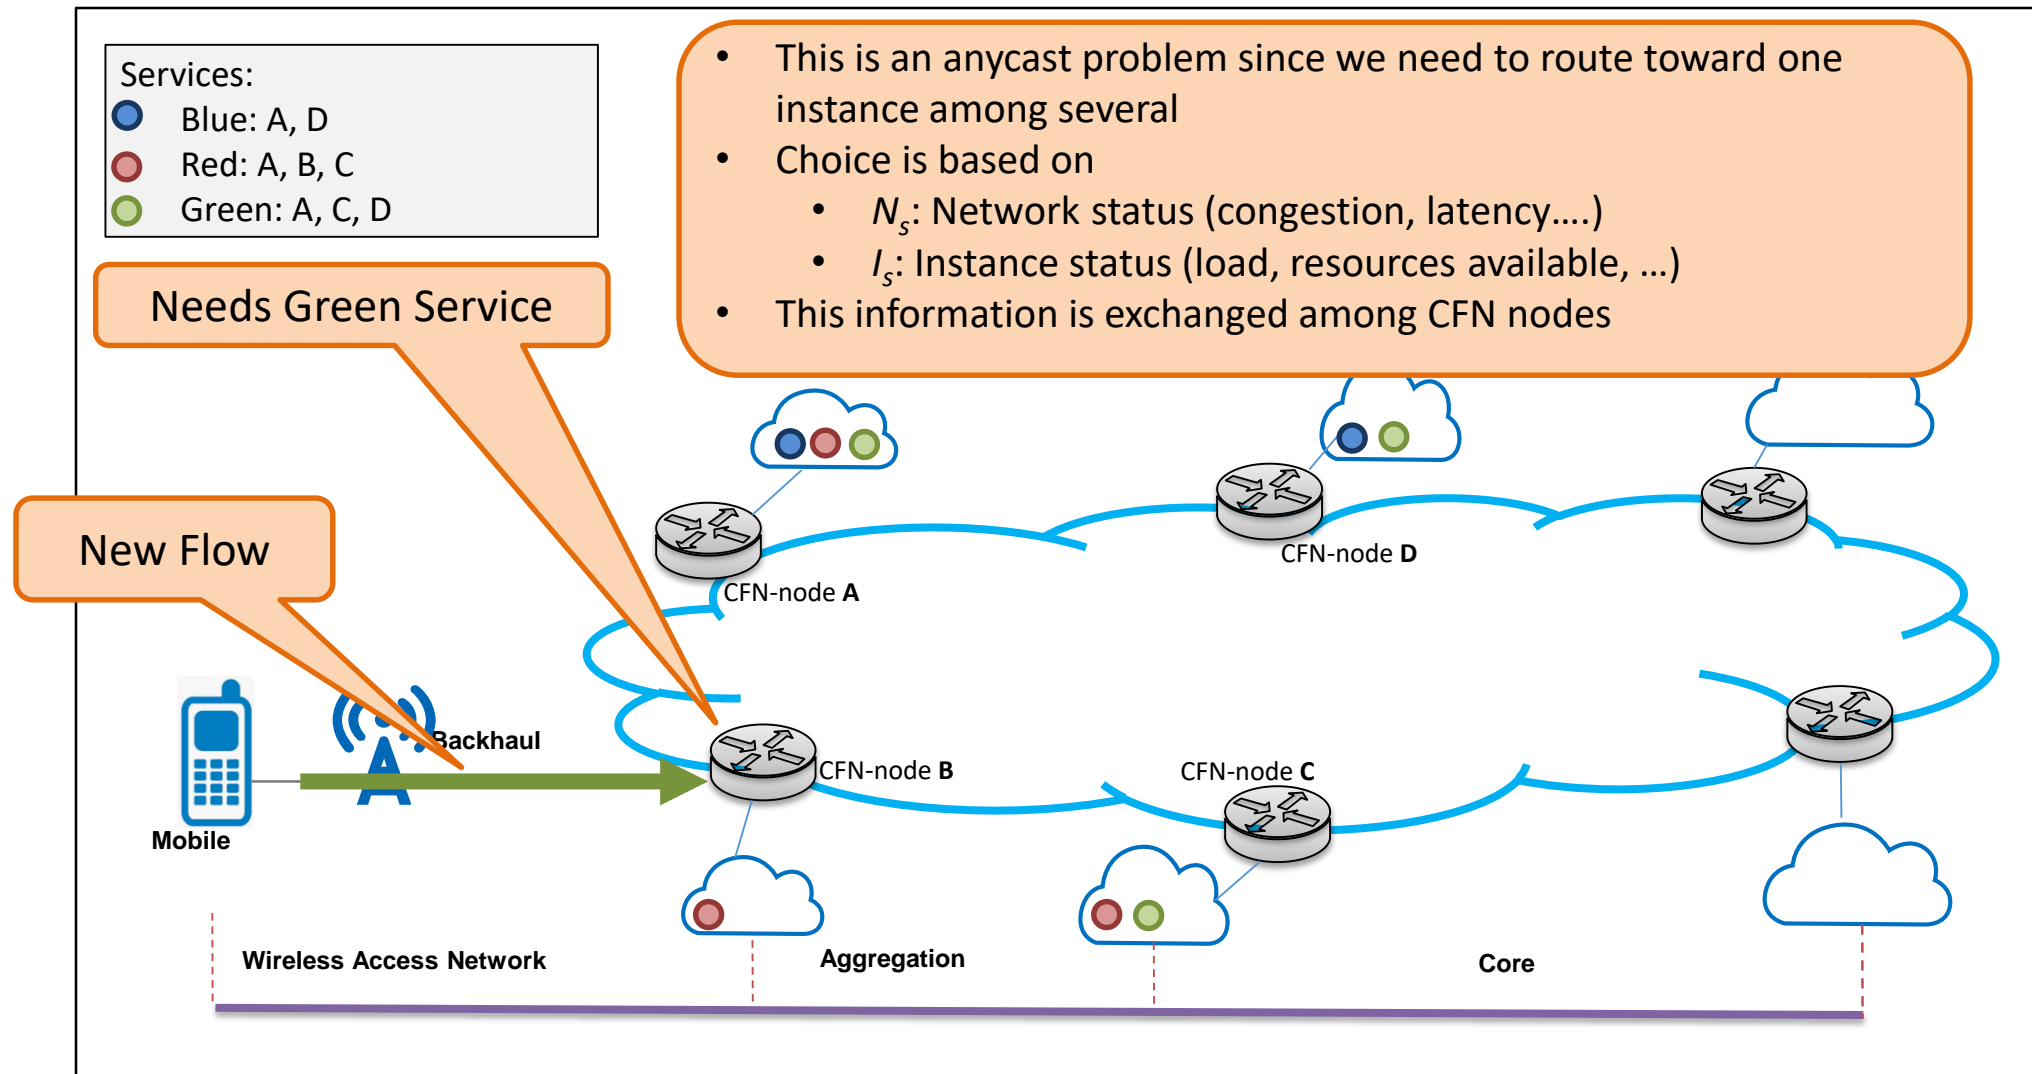 Services:
Blue: A, D
Red: A, B, C
Green: A, C, D
• This is an anycast problem since we need to route toward one
instance among several
• Choice is based on
• Ns: Network status (congestion, latency….)
• Is: Instance status (load, resources available, …)
• This information is exchanged among CFN nodes
Needs Green Service
New Flow
CFN-node D
CFN-node A
Backhaul
CFN-node B
CFN-node C
Mobile
Wireless Access Network
Aggregation
Core